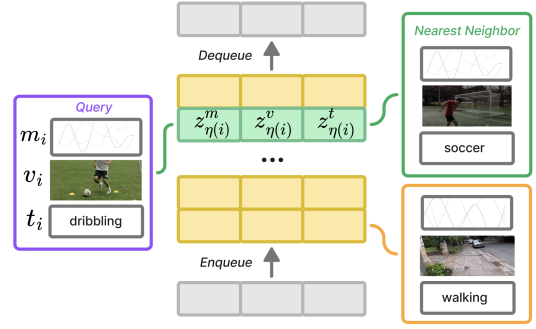 Dequeue
Nearest Neighbor
Query
m_i
v_i
t_i
dribbling
z^m_{η(i)} z^v_{η(i)} z^t_{η(i)}
...
soccer
Enqueue
walking